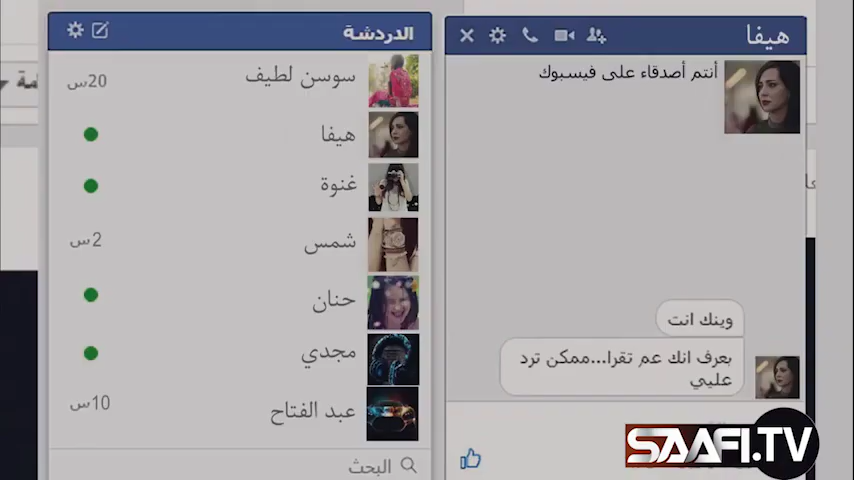 الدردشة
سوسن لطيف
20س
هيفا
غنوة
شمس
2س
حنان
مجدي
عبد الفتاح
10س
البحث
هيفا
أنتم أصدقاء على فيسبوك
وينك انت
بعرف انك عم تقرا...ممكن ترد
عليي
SAAFI.TV